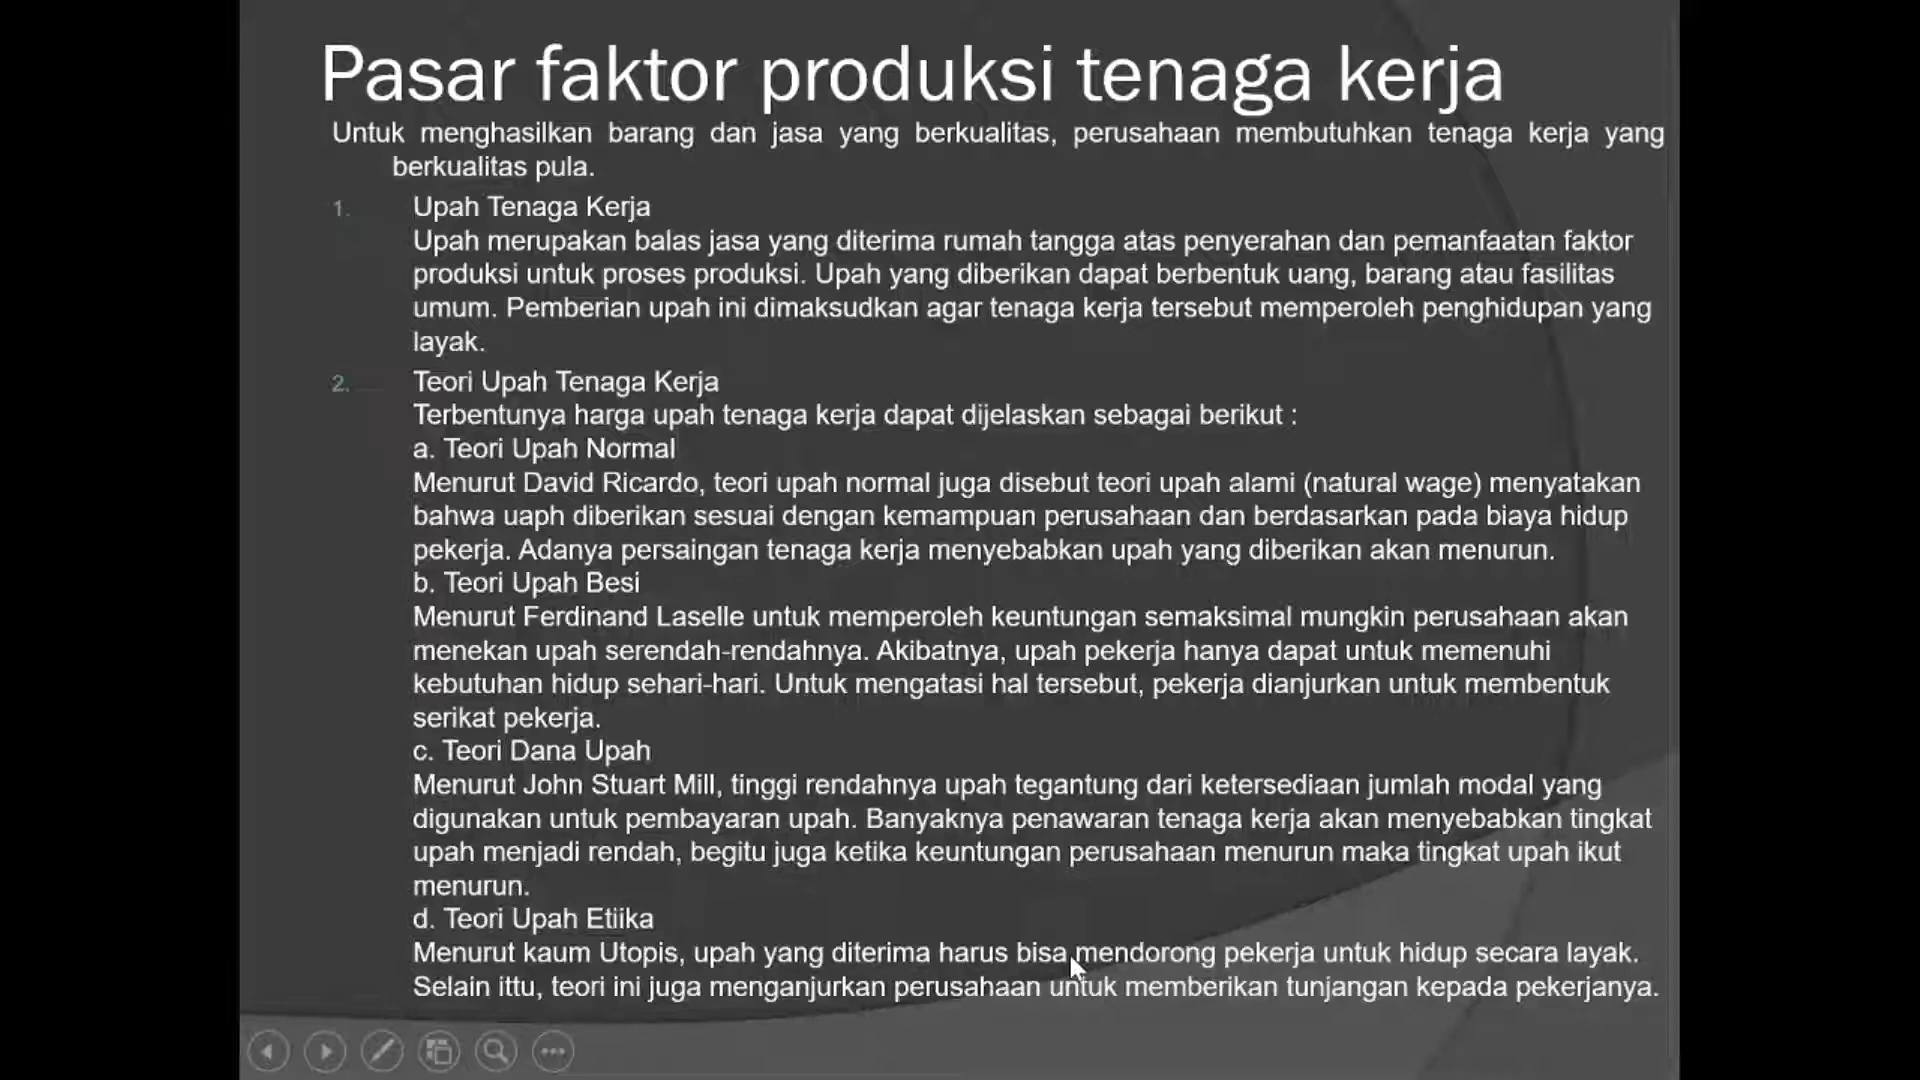 Pasar faktor produksi tenaga kerja
Untuk menghasilkan barang dan jasa yang berkualitas, perusahaan membutuhkan tenaga kerja yang
berkualitas pula.
1. Upah Tenaga Kerja
Upah merupakan balas jasa yang diterima rumah tangga atas penyerahan dan pemanfaatan faktor
produksi untuk proses produksi. Upah yang diberikan dapat berbentuk uang, barang atau fasilitas
umum. Pemberian upah ini dimaksudkan agar tenaga kerja tersebut memperoleh penghidupan yang
layak.
2. Teori Upah Tenaga Kerja
Terbentunya harga upah tenaga kerja dapat dijelaskan sebagai berikut :
a. Teori Upah Normal
Menurut David Ricardo, teori upah normal juga disebut teori upah alami (natural wage) menyatakan
bahwa uaph diberikan sesuai dengan kemampuan perusahaan dan berdasarkan pada biaya hidup
pekerja. Adanya persaingan tenaga kerja menyebabkan upah yang diberikan akan menurun.
b. Teori Upah Besi
Menurut Ferdinand Laselle untuk memperoleh keuntungan semaksimal mungkin perusahaan akan
menekan upah serendah-rendahnya. Akibatnya, upah pekerja hanya dapat untuk memenuhi
kebutuhan hidup sehari-hari. Untuk mengatasi hal tersebut, pekerja dianjurkan untuk membentuk
serikat pekerja.
c. Teori Dana Upah
Menurut John Stuart Mill, tinggi rendahnya upah tegantung dari ketersediaan jumlah modal yang
digunakan untuk pembayaran upah. Banyaknya penawaran tenaga kerja akan menyebabkan tingkat
upah menjadi rendah, begitu juga ketika keuntungan perusahaan menurun maka tingkat upah ikut
menurun.
d. Teori Upah Etiika
Menurut kaum Utopis, upah yang diterima harus bisa mendorong pekerja untuk hidup secara layak.
Selain ittu, teori ini juga menganjurkan perusahaan untuk memberikan tunjangan kepada pekerjanya.